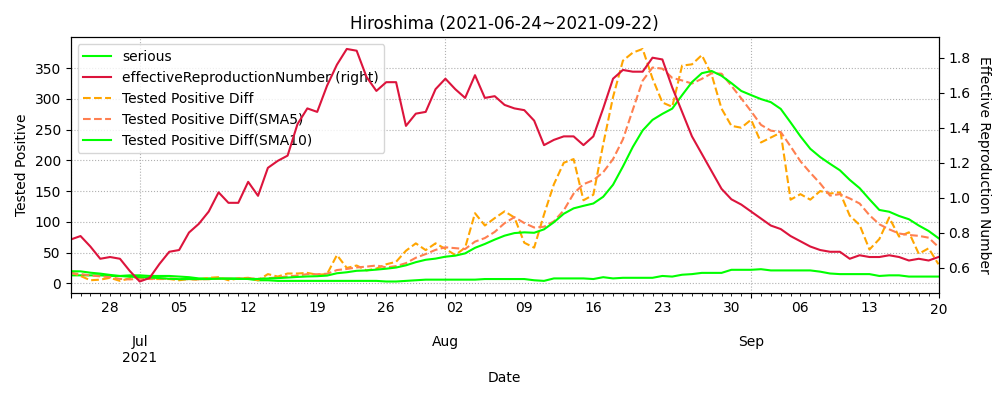 Hiroshima (2021-06-24~2021-09-22)
serious
effectiveReproductionNumber (right)
Tested Positive Diff
Tested Positive Diff(SMA5)
Tested Positive Diff(SMA10)
Tested Positive
350
300
250
200
150
100
50
0
1.8
1.6
1.4
1.2
1.0
0.8
0.6
Effective Reproduction Number
28 05 12 19 26 02 09 16 23 30 06 13 20
Jul Aug Sep
2021
Date